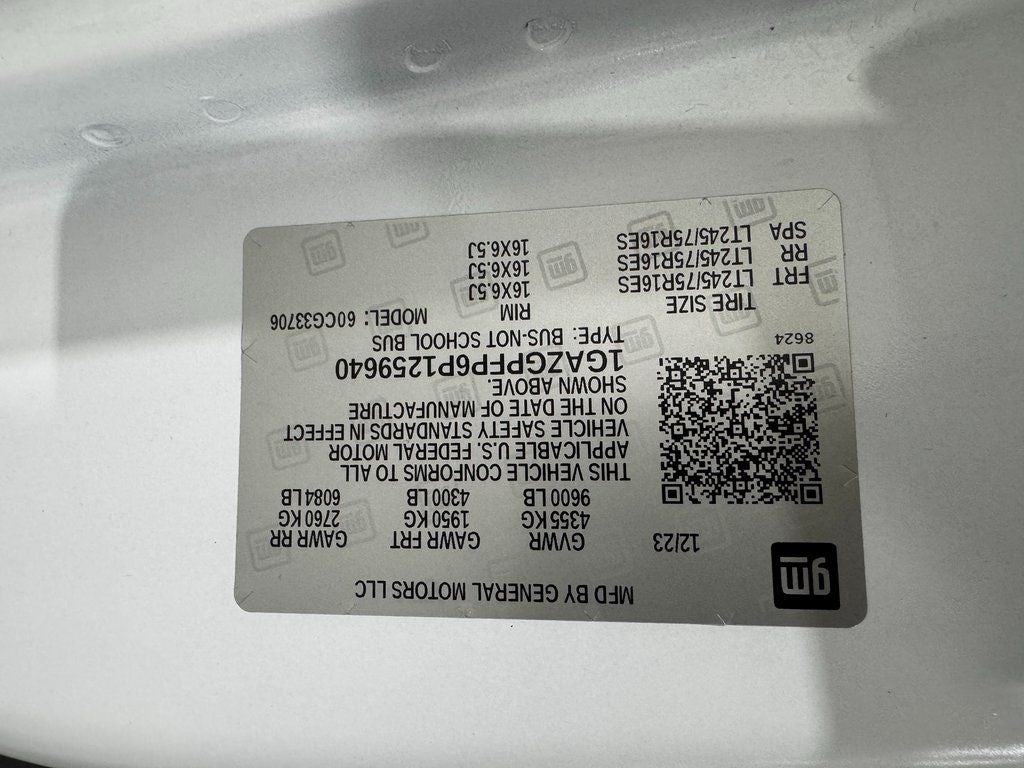 gm
MFD BY GENERAL MOTORS LLC
12/23 GVWR GAWR FRT GAWR RR
4355 KG 1950 KG 2760 KG
9600 LB 4300 LB 6084 LB
THIS VEHICLE CONFORMS TO ALL
APPLICABLE U.S. FEDERAL MOTOR
VEHICLE SAFETY STANDARDS IN EFFECT
ON THE DATE OF MANUFACTURE
SHOWN ABOVE.
1GAZGPFP6P1259640
8624 TYPE: BUS-NOT SCHOOL BUS
TIRE SIZE RIM MODEL: 60CG33706
FRT LT245/75R16ES 16X6.5J
RR LT245/75R16ES 16X6.5J
SPA LT245/75R16ES 16X6.5J